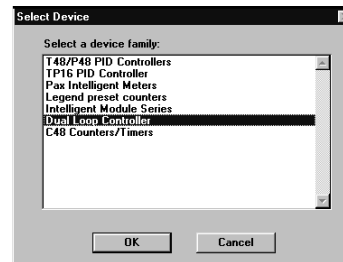 Select Device
Select a device family:
T48/P48 PID Controllers
TP16 PID Controller
Pax Intelligent Meters
Legend preset counters
Intelligent Module Series
Dual Loop Controller
C48 Counters/Timers
OK
Cancel